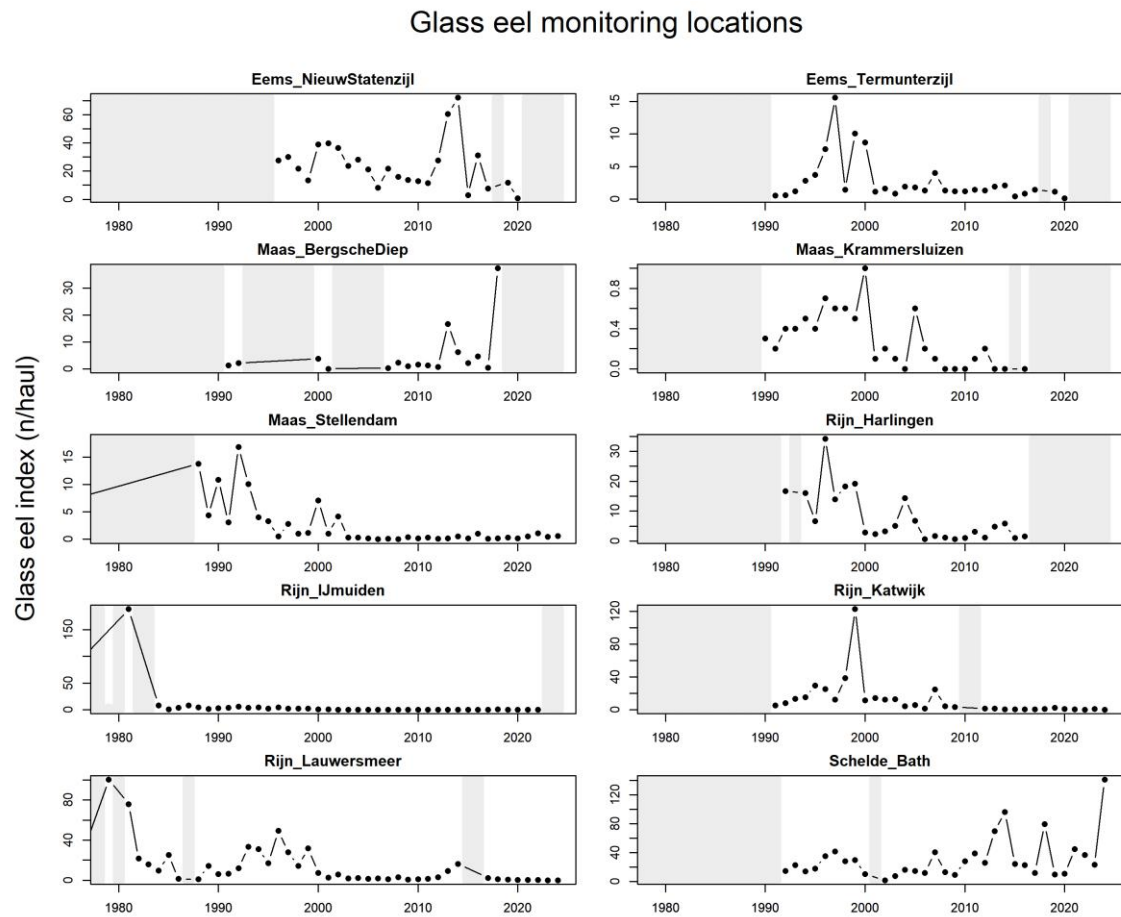 Glass eel monitoring locations
Glass eel index (n/haul)
Eems_NieuwStatenzijl
0 20 40 60
1980 1990 2000 2010 2020
Eems_Termunterzijl
0 5 10 15
1980 1990 2000 2010 2020
Maas_BergscheDiep
0 10 20 30
1980 1990 2000 2010 2020
Maas_Krammersluizen
0.0 0.4 0.8
1980 1990 2000 2010 2020
Maas_Stellendam
0 5 10 15
1980 1990 2000 2010 2020
Rijn_Harlingen
0 10 20 30
1980 1990 2000 2010 2020
Rijn_IJmuiden
0 50 150
1980 1990 2000 2010 2020
Rijn_Katwijk
0 40 80 120
1980 1990 2000 2010 2020
Rijn_Lauwersmeer
0 40 80
1980 1990 2000 2010 2020
Schelde_Bath
0 40 80 120
1980 1990 2000 2010 2020